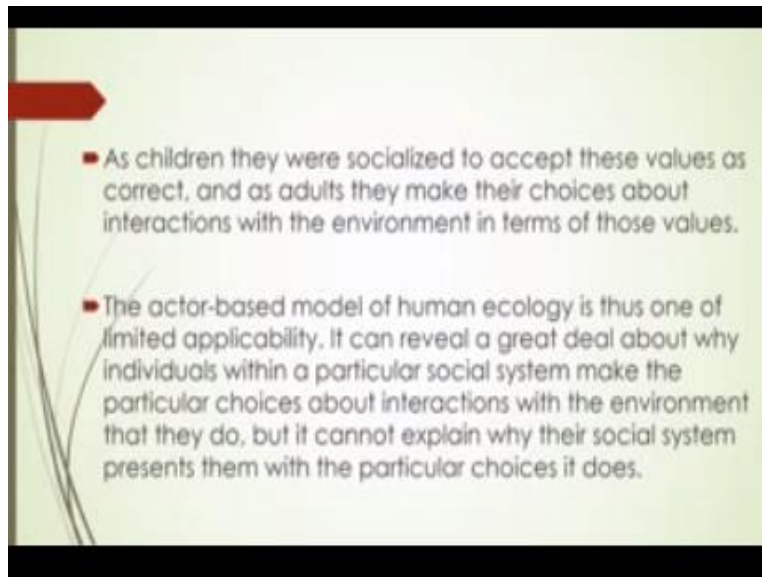 As children they were socialized to accept these values as
correct, and as adults they make their choices about
interactions with the environment in terms of those values.
The actor-based model of human ecology is thus one of
limited applicability. It can reveal a great deal about why
individuals within a particular social system make the
particular choices about interactions with the environment
that they do, but it cannot explain why their social system
presents them with the particular choices it does.